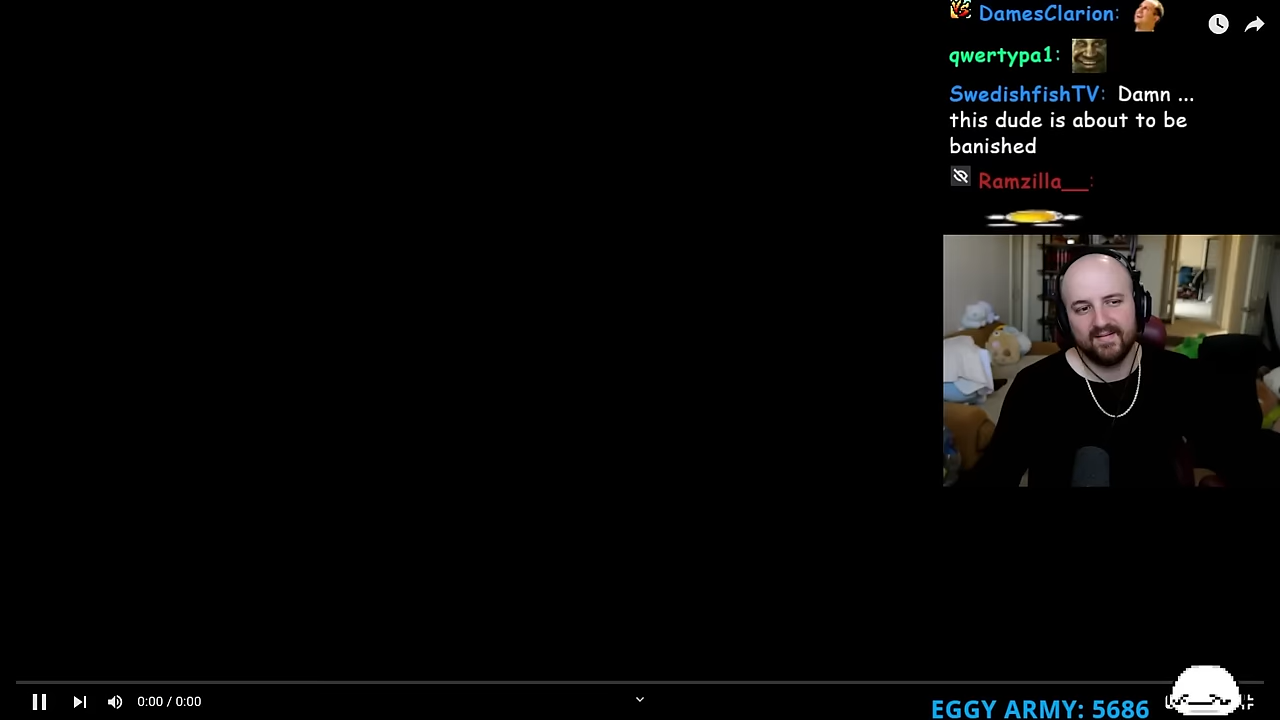 DamesClarion:
qwertypa1:
SwedishfishTV: Damn ...
this dude is about to be
banished
Ramzilla__:
0:00 / 0:00
EGGY ARMY: 5686